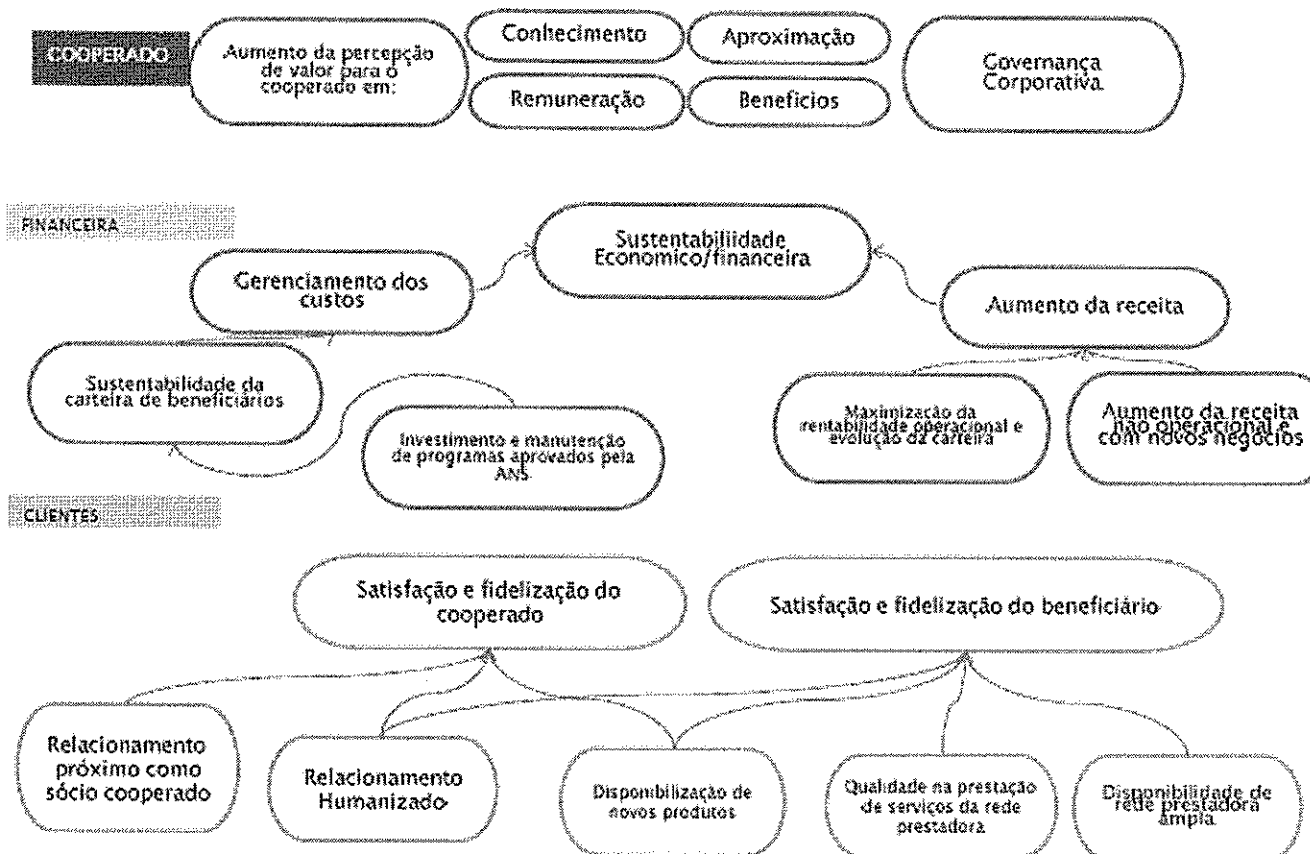 COOPERADO
Aumento da percepção
de valor para o
cooperado em:
Conhecimento
Aproximação
Remuneração
Benefícios
Governança
Corporativa
FINANCEIRA
Sustentabiliidade
Economico/financeira
Gerenciamento dos
custos
Aumento da receita
Sustentabilidade da
carteira de beneficiários
Investimento e manutenção
de programas aprovados pela
ANS
Maximização da
rentabilidade operacional e
evolução da carreira
Aumento da receita
não operacional e
com novos negócios
CLIENTES
Satisfação e fidelização do
cooperado
Satisfação e fidelização do beneficiário
Relacionamento
próximo como
sócio cooperado
Relacionamento
Humanizado
Disponibilização de
novos produtos
Qualidade na prestação
de serviços da rede
prestadora
Disponibilidade de
rede prestadora
ampla